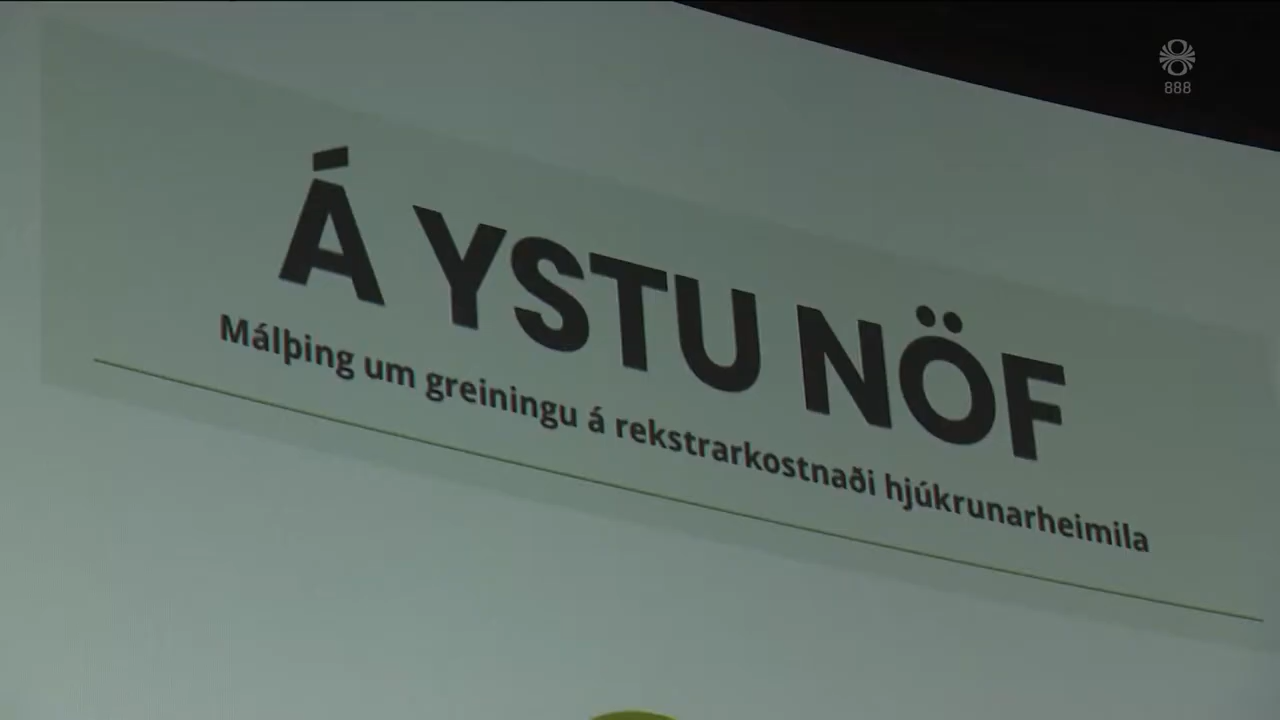 888
Á YSTU NÖF
Málþing um greiningu á rekstrarkostnaði hjúkrunarheimila